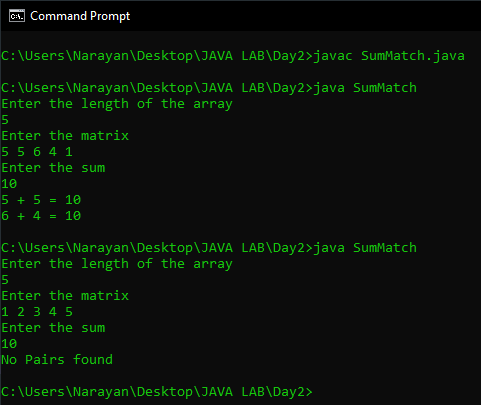 Command Prompt
C:\Users\Narayan\Desktop\JAVA LAB\Day2>javac SumMatch.java
C:\Users\Narayan\Desktop\JAVA LAB\Day2>java SumMatch
Enter the length of the array
5
Enter the matrix
5 5 6 4 1
Enter the sum
10
5 + 5 = 10
6 + 4 = 10
C:\Users\Narayan\Desktop\JAVA LAB\Day2>java SumMatch
Enter the length of the array
5
Enter the matrix
1 2 3 4 5
Enter the sum
10
No Pairs found
C:\Users\Narayan\Desktop\JAVA LAB\Day2>